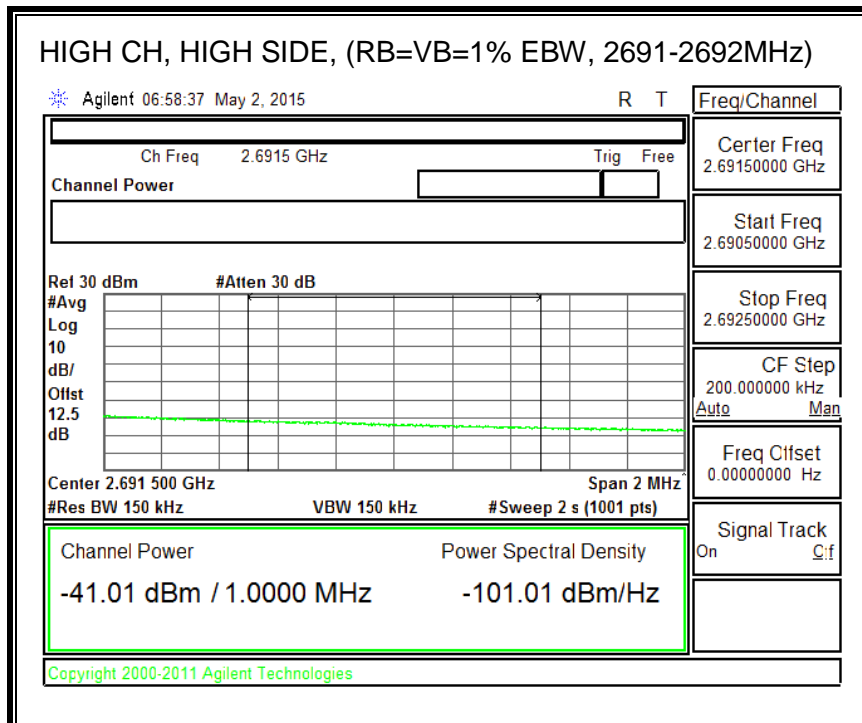 HIGH CH, HIGH SIDE, (RB=VB=1% EBW, 2691-2692MHz)
Agilent 06:58:37 May 2, 2015 R T
Freq/Channel
Ch Freq 2.6915 GHz Trig Free
Channel Power
Center Freq
2.69150000 GHz
Start Freq
2.69050000 GHz
Stop Freq
2.69250000 GHz
CF Step
200.000000 kHz
Auto Man
Freq Offset
0.00000000 Hz
Signal Track
On Off
Ref 30 dBm #Atten 30 dB
#Avg
Log
10
dB/
Offst
12.5
dB
Center 2.691 500 GHz Span 2 MHz
#Res BW 150 kHz VBW 150 kHz #Sweep 2 s (1001 pts)
Channel Power Power Spectral Density
-41.01 dBm / 1.0000 MHz -101.01 dBm/Hz
Copyright 2000-2011 Agilent Technologies